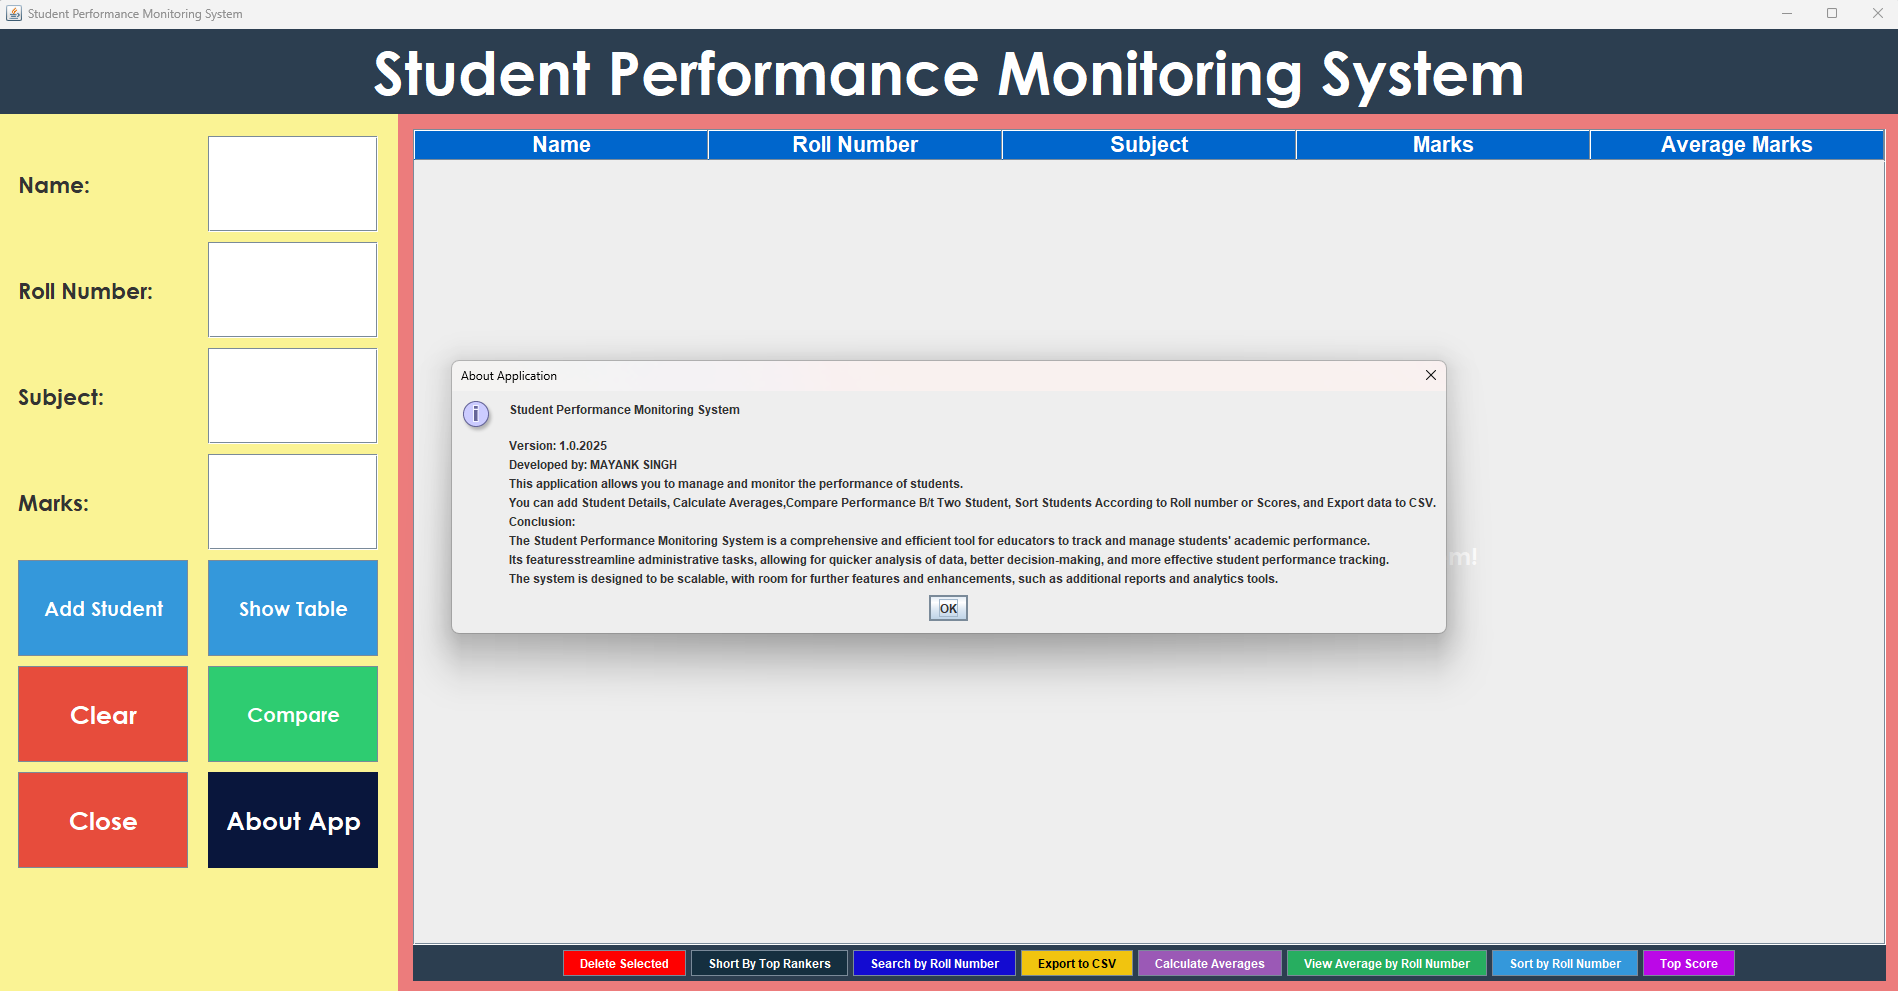 Student Performance Monitoring System
Student Performance Monitoring System
Name:
Roll Number:
Subject:
Marks:
Add Student
Show Table
Clear
Compare
Close
About App
Name
Roll Number
Subject
Marks
Average Marks
About Application
Student Performance Monitoring System
Version: 1.0.2025
Developed by: MAYANK SINGH
This application allows you to manage and monitor the performance of students.
You can add Student Details, Calculate Averages,Compare Performance B/t Two Student, Sort Students According to Roll number or Scores, and Export data to CSV.
Conclusion:
The Student Performance Monitoring System is a comprehensive and efficient tool for educators to track and manage students' academic performance.
Its featuresstreamline administrative tasks, allowing for quicker analysis of data, better decision-making, and more effective student performance tracking.
The system is designed to be scalable, with room for further features and enhancements, such as additional reports and analytics tools.
OK
Delete Selected
Short By Top Rankers
Search by Roll Number
Export to CSV
Calculate Averages
View Average by Roll Number
Sort by Roll Number
Top Score